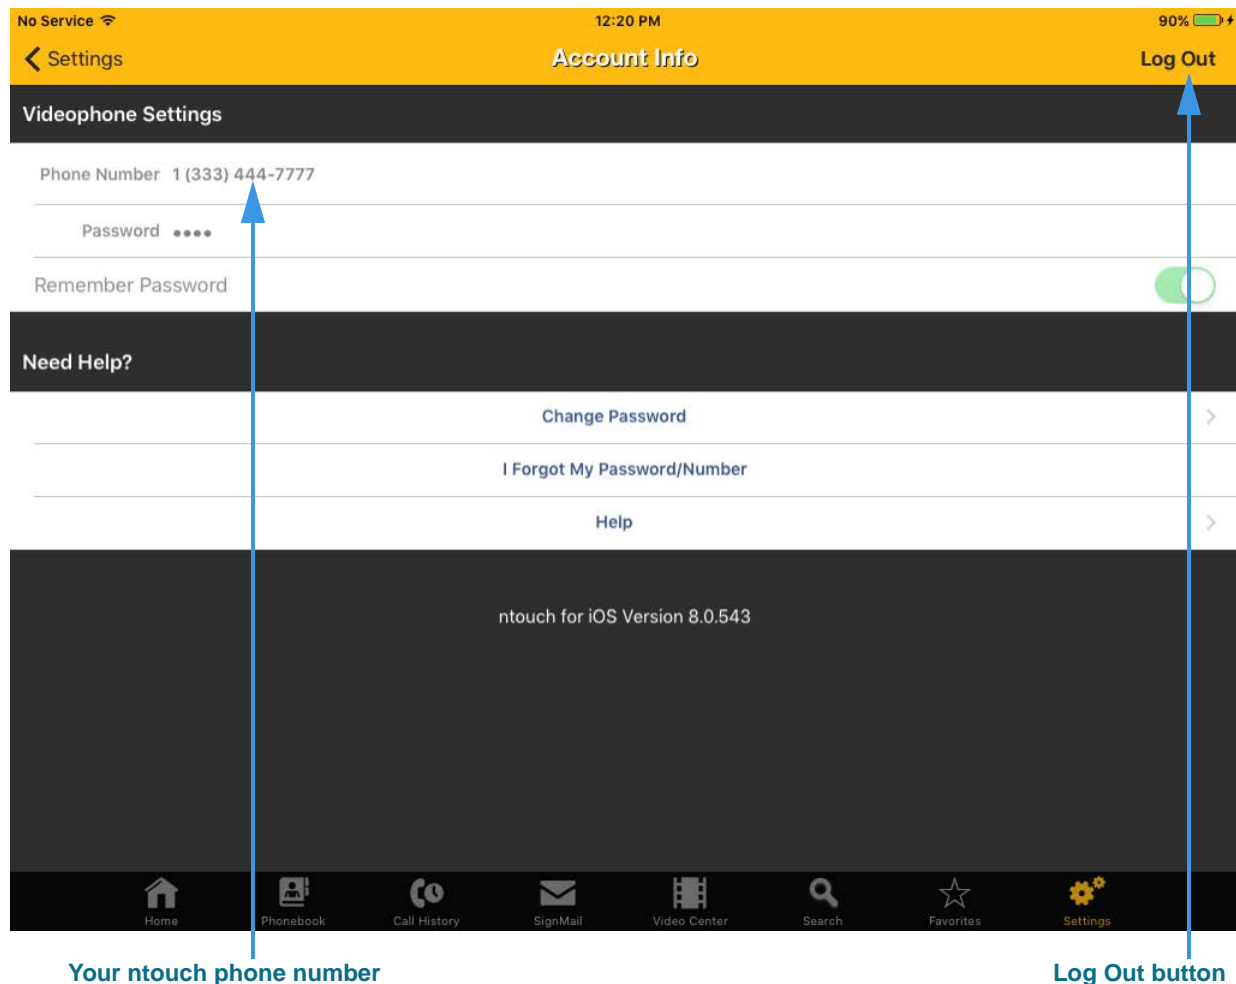 No Service 12:20 PM 90%
Settings Account Info Log Out
Videophone Settings
Phone Number 1 (333) 444-7777
Password ••••
Remember Password
Need Help?
Change Password
I Forgot My Password/Number
Help
ntouch for iOS Version 8.0.543
Home Phonebook Call History SignMail Video Center Search Favorites Settings
Your ntouch phone number Log Out button